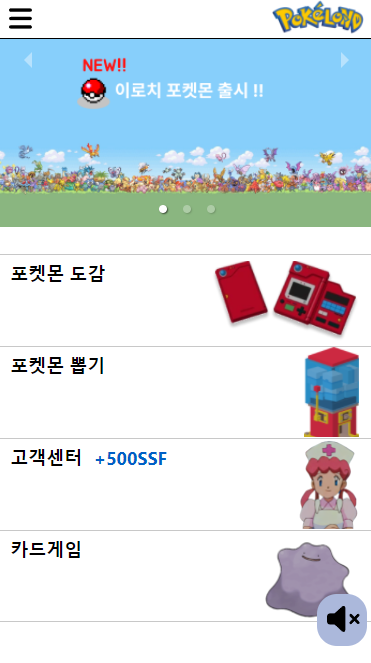 POKéLOND
NEW!!
이로치 포켓몬 출시 !!
포켓몬 도감
포켓몬 뽑기
고객센터 +500SSF
카드게임